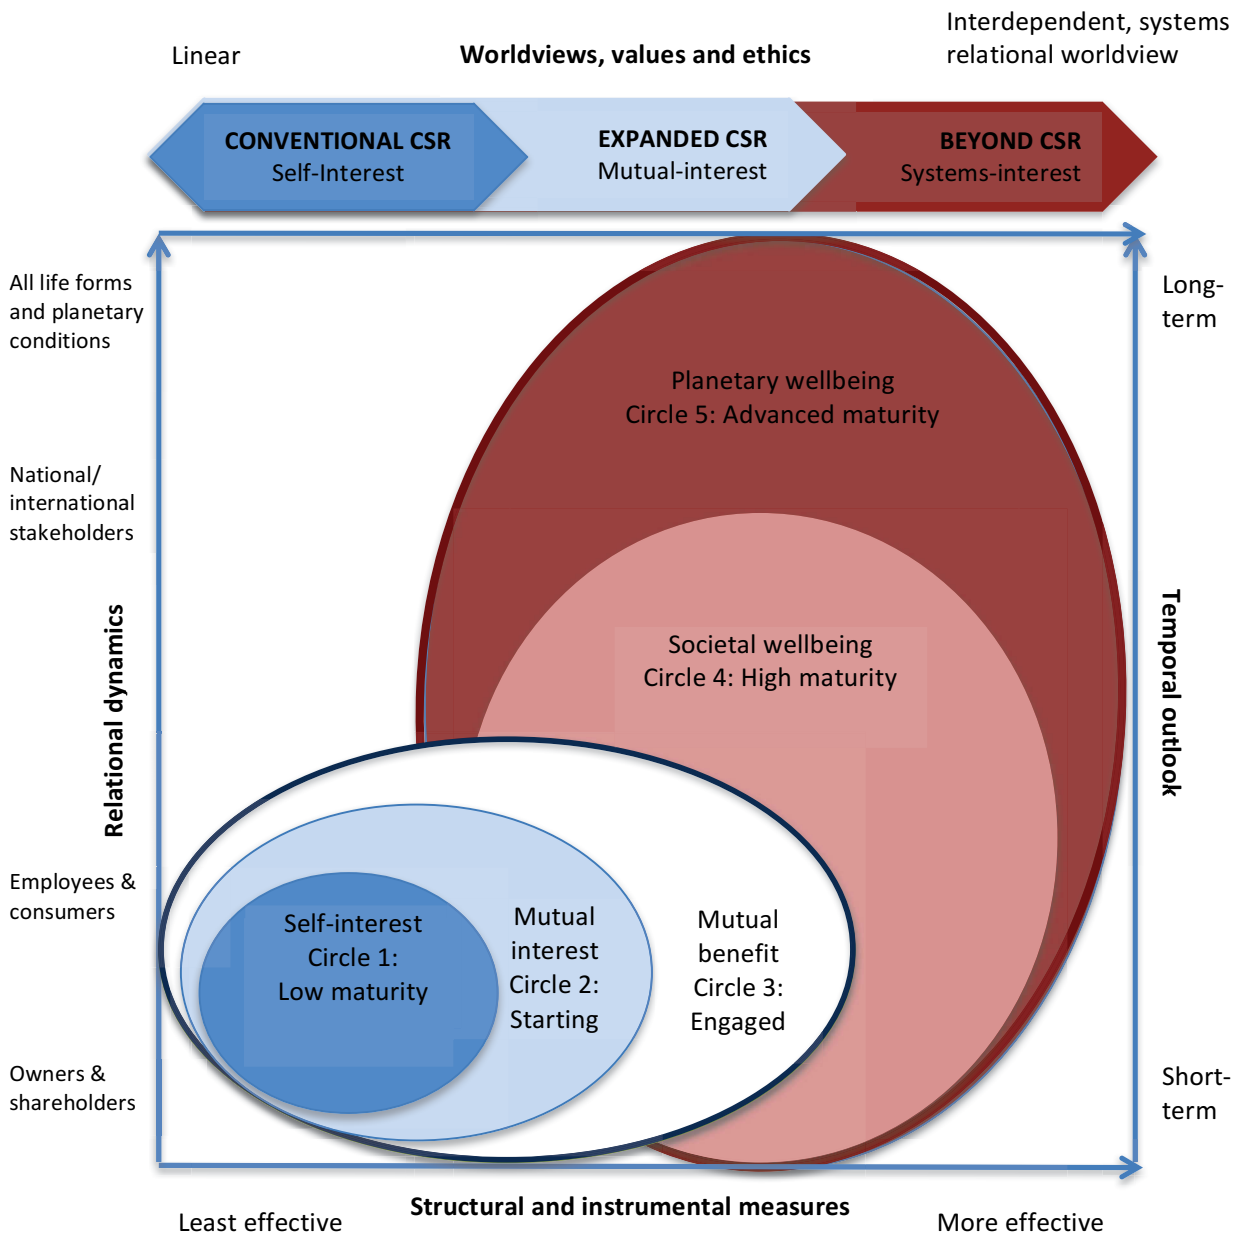 Linear
Worldviews, values and ethics
Interdependent, systems
relational worldview
CONVENTIONAL CSR
Self-Interest
EXPANDED CSR
Mutual-interest
BEYOND CSR
Systems-interest
All life forms
and planetary
conditions
National/
international
stakeholders
Relational dynamics
Employees &
consumers
Owners &
shareholders
Planetary wellbeing
Circle 5: Advanced maturity
Societal wellbeing
Circle 4: High maturity
Self-interest
Circle 1:
Low maturity
Mutual
interest
Circle 2:
Starting
Mutual
benefit
Circle 3:
Engaged
Long-
term
Temporal outlook
Short-
term
Structural and instrumental measures
Least effective
More effective